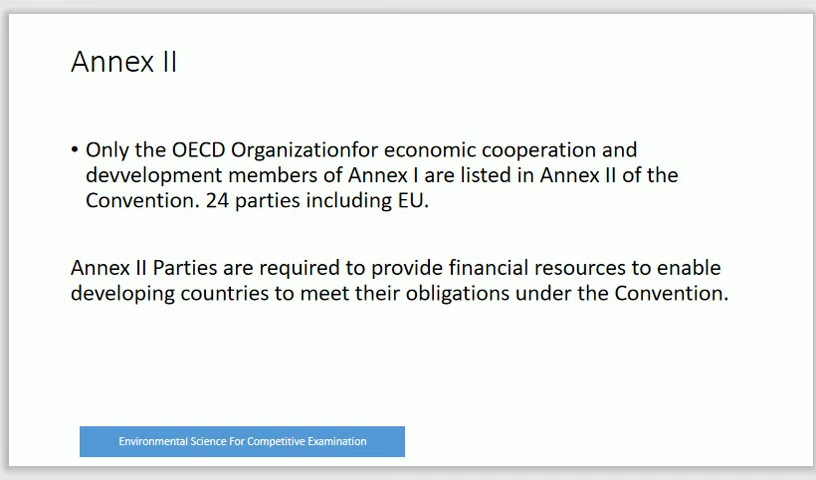 Annex II
• Only the OECD Organizationfor economic cooperation and
devvelopment members of Annex I are listed in Annex II of the
Convention. 24 parties including EU.
Annex II Parties are required to provide financial resources to enable
developing countries to meet their obligations under the Convention.
Environmental Science For Competitive Examination